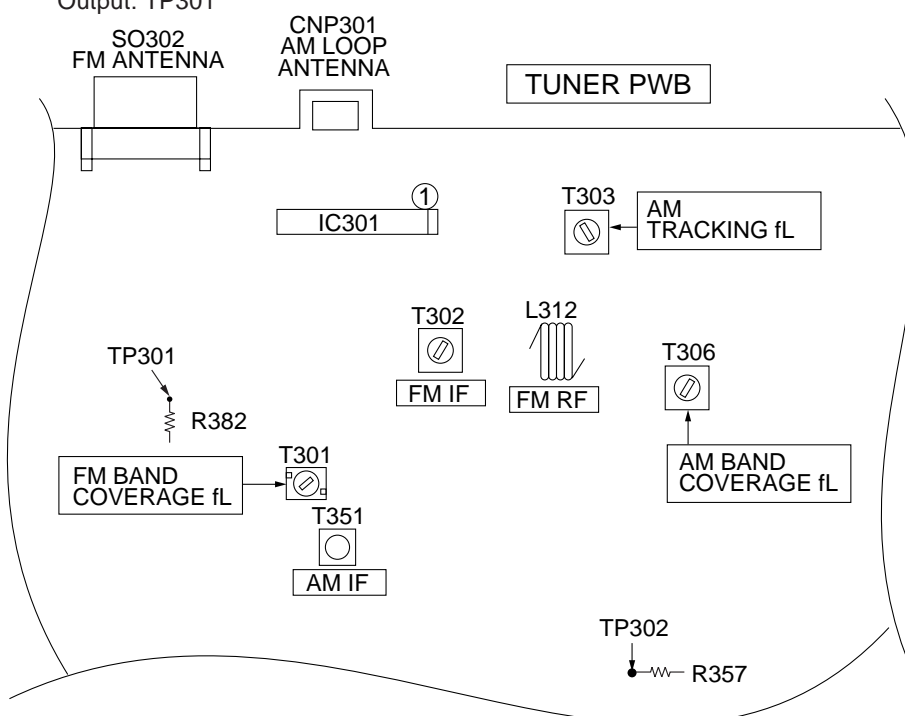 Output: TP301
SO302
FM ANTENNA
CNP301
AM LOOP
ANTENNA
TUNER PWB
1
IC301
T303
AM
TRACKING fL
T302
FM IF
L312
FM RF
T306
TP301
R382
FM BAND
COVERAGE fL
T301
AM BAND
COVERAGE fL
T351
AM IF
TP302
R357